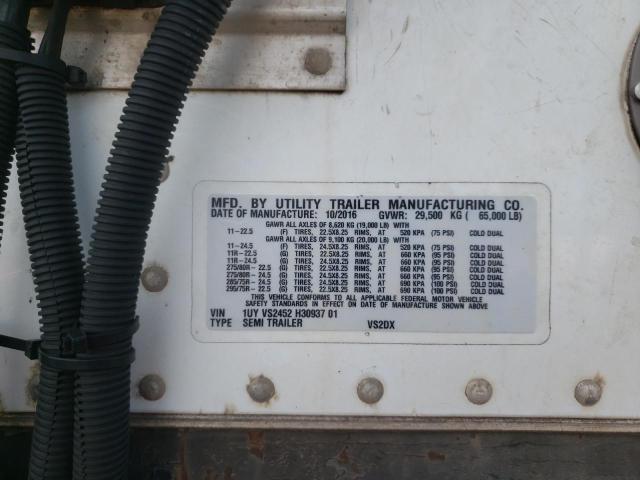 MFD. BY UTILITY TRAILER MANUFACTURING CO.
DATE OF MANUFACTURE: 10/2016 GVWR: 29,500 KG ( 65,000 LB)
GAWR ALL AXLES OF 8,620 KG (19,000 LB) WITH
11-22.5 (F) TIRES, 22.5X8.25 RIMS, AT 520 KPA (75 PSI) COLD DUAL
GAWR ALL AXLES OF 9,100 KG (20,000 LB) WITH
11-24.5 (F) TIRES, 24.5X8.25 RIMS, AT 520 KPA (75 PSI) COLD DUAL
11R-22.5 (G) TIRES, 22.5X8.25 RIMS, AT 660 KPA (95 PSI) COLD DUAL
11R-24.5 (G) TIRES, 24.5X8.25 RIMS, AT 660 KPA (95 PSI) COLD DUAL
275/80R-22.5 (G) TIRES, 22.5X8.25 RIMS, AT 660 KPA (95 PSI) COLD DUAL
275/80R-24.5 (G) TIRES, 24.5X8.25 RIMS, AT 660 KPA (95 PSI) COLD DUAL
285/75R-24.5 (G) TIRES, 24.5X8.25 RIMS, AT 690 KPA (100 PSI) COLD DUAL
295/75R-22.5 (G) TIRES, 22.5X8.25 RIMS, AT 690 KPA (100 PSI) COLD DUAL
THIS VEHICLE CONFORMS TO ALL APPLICABLE FEDERAL MOTOR VEHICLE
SAFETY STANDARDS IN EFFECT ON DATE OF MANUFACTURE SHOWN ABOVE
VIN 1UY VS2452 H30937 01
TYPE SEMI TRAILER VS2DX